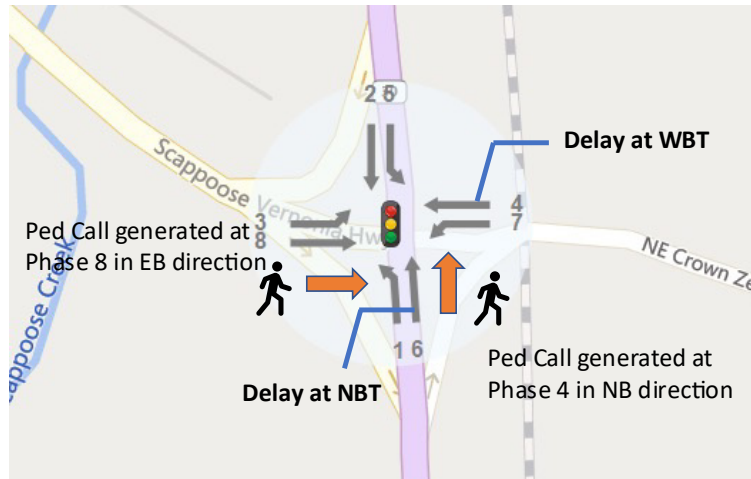 2 5
Delay at WBT
Scappoose Vernonia Hwy
4
7
3
8
Ped Call generated at
Phase 8 in EB direction
NE Crown Ze
Scappoose Creek
1 6
Delay at NBT
Ped Call generated at
Phase 4 in NB direction